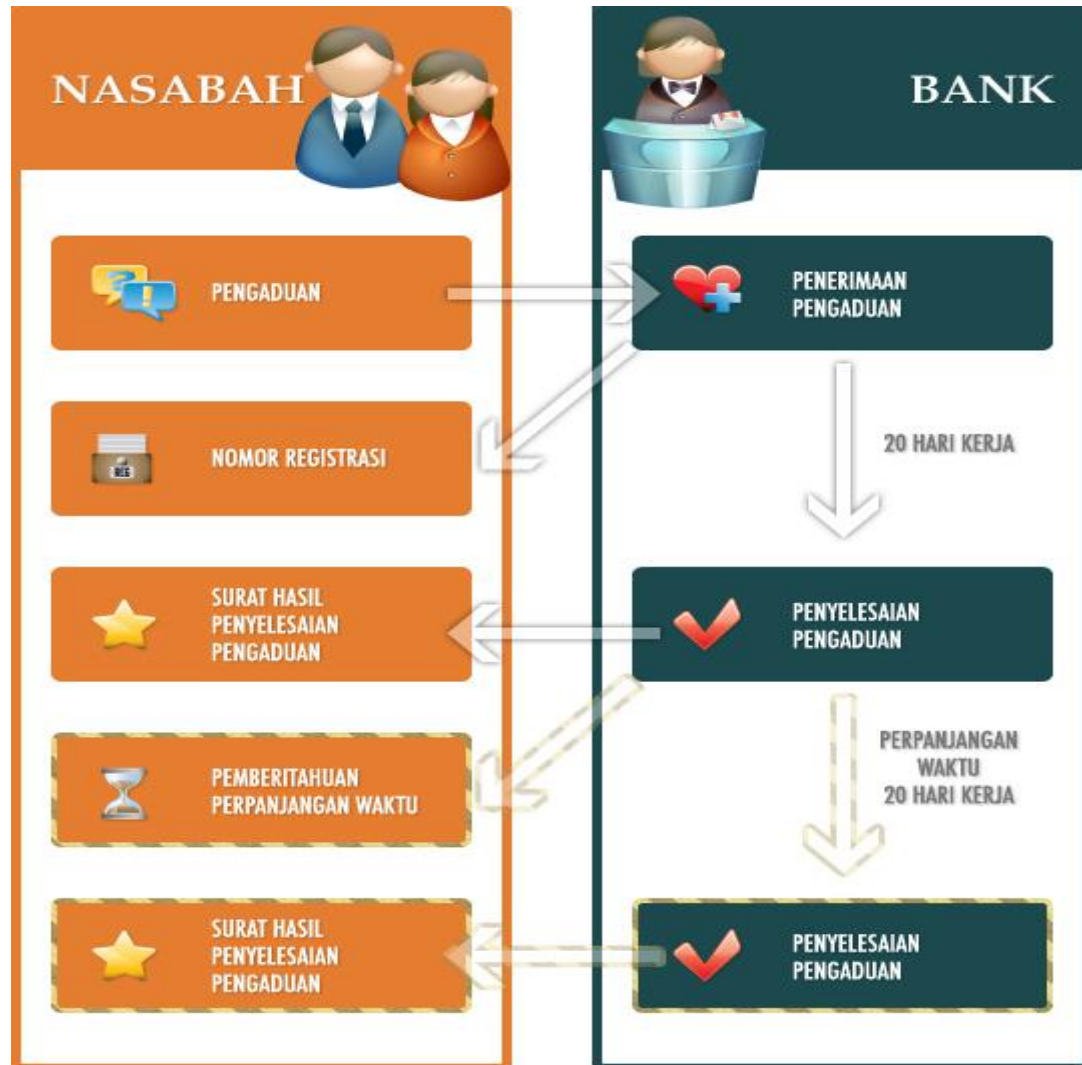 NASABAH
BANK
PENGADUAN
PENERIMAAN
PENGADUAN
NOMOR REGISTRASI
REG
20 HARI KERJA
SURAT HASIL
PENYELESAIAN
PENGADUAN
PENYELESAIAN
PENGADUAN
PEMBERITAHUAN
PERPANJANGAN WAKTU
PERPANJANGAN
WAKTU
20 HARI KERJA
SURAT HASIL
PENYELESAIAN
PENGADUAN
PENYELESAIAN
PENGADUAN